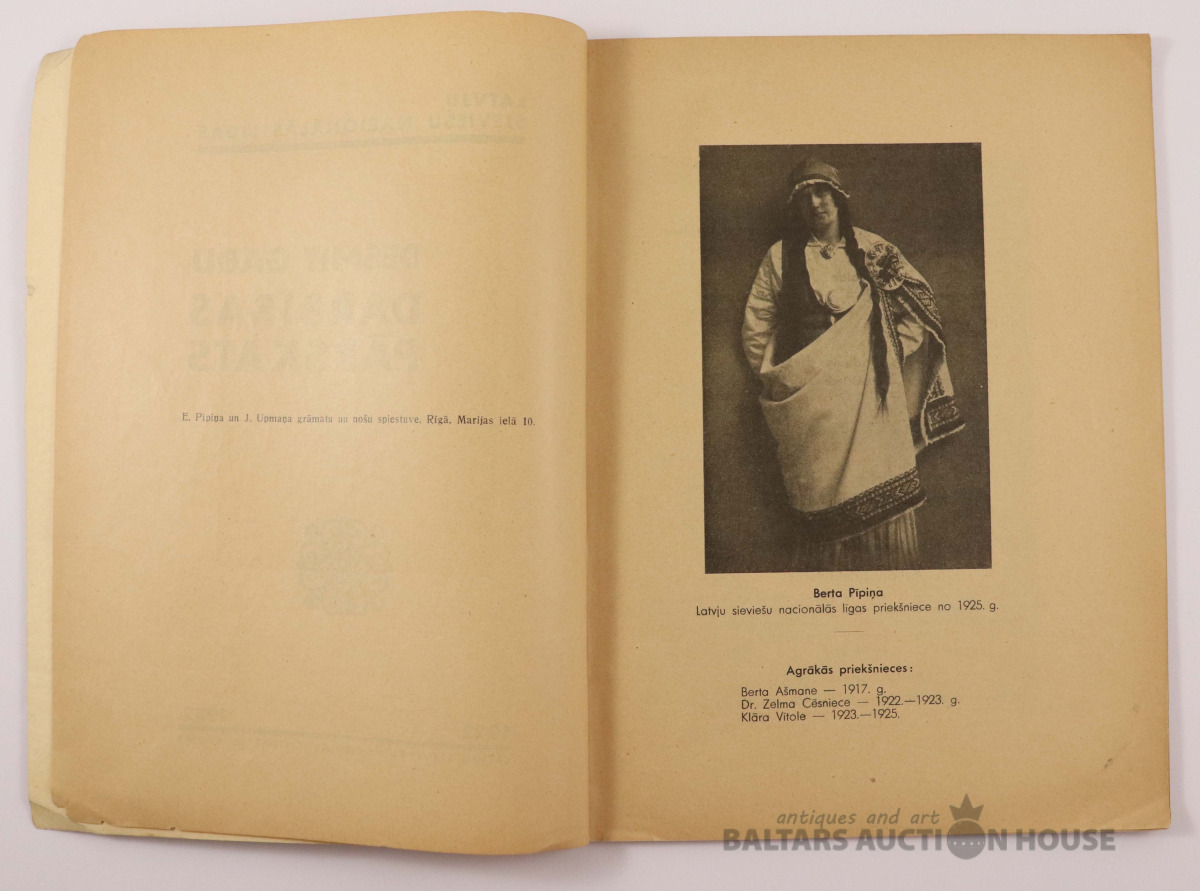 E. Pīpiņa un J. Upmaņa grāmatu un nošu spiestuve, Rīgā, Marijas ielā 10.
Berta Pīpiņa
Latvju sieviešu nacionālās līgas priekšniece no 1925. g.
Agrākās priekšnieces:
Berta Ašmane — 1917. g.
Dr. Zelma Cēsniece — 1922.—1923. g.
Klāra Vītole — 1923.—1925.
antiques and art
BALTARS AUCTION HOUSE